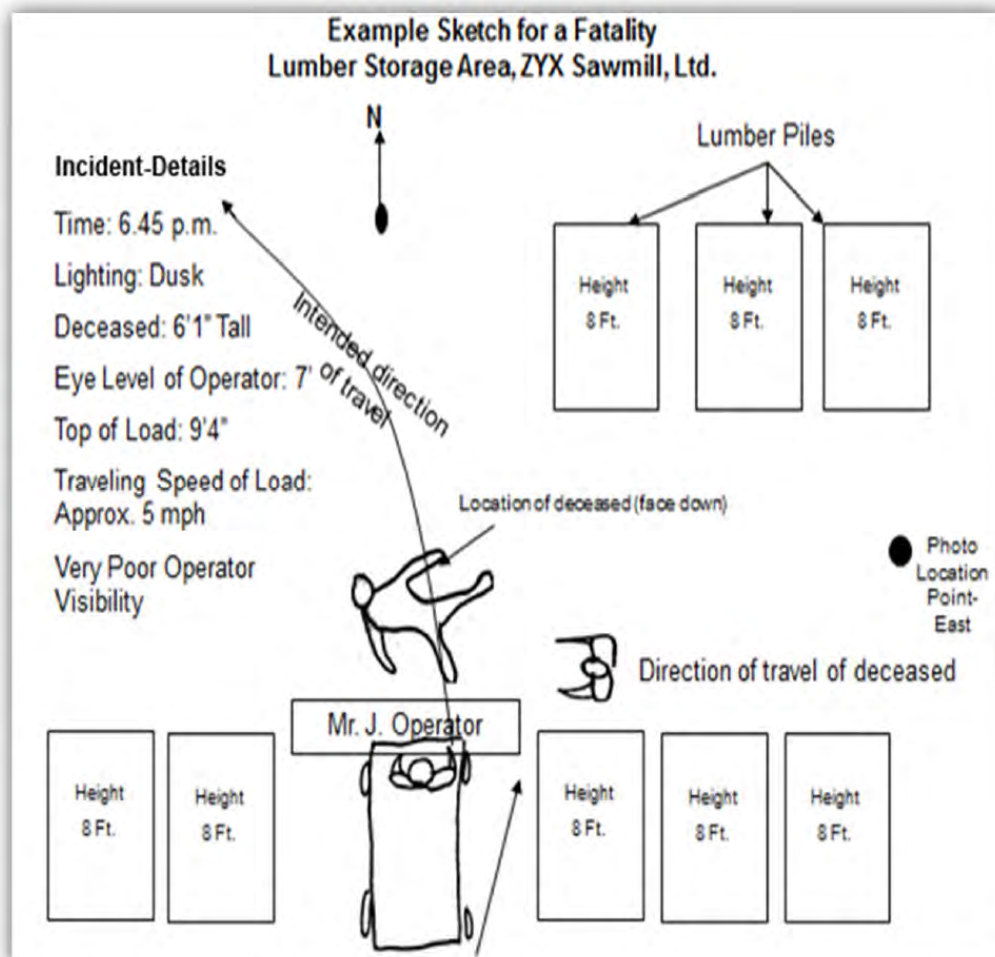 Example Sketch for a Fatality
Lumber Storage Area, ZYX Sawmill, Ltd.
N
Lumber Piles
Incident-Details
Time: 6.45 p.m.
Lighting: Dusk
Deceased: 6'1" Tall
Eye Level of Operator: 7'
Top of Load: 9'4"
Traveling Speed of Load:
Approx. 5 mph
Very Poor Operator
Visibility
Intended direction
of travel
Height
8 Ft.
Height
8 Ft.
Height
8 Ft.
Location of deceased (face down)
Photo
Location
Point-
East
Direction of travel of deceased
Mr. J. Operator
Height
8 Ft.
Height
8 Ft.
Height
8 Ft.
Height
8 Ft.
Height
8 Ft.